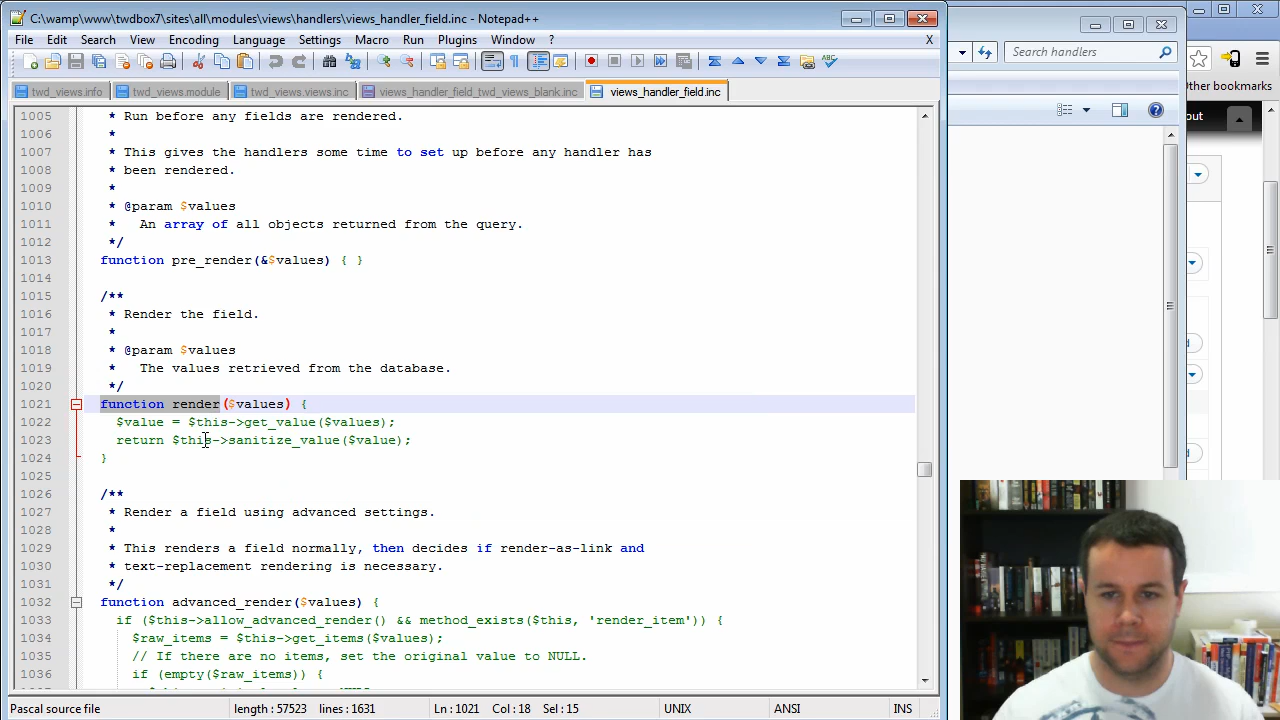 C:\wamp\www\twdbox7\sites\all\modules\views\handlers\views_handler_field.inc - Notepad++
File Edit Search View Encoding Language Settings Macro Run Plugins Window ? X
Search handlers
Other bookmarks
twd_views.info twd_views.module twd_views.views.inc views_handler_field_twd_views_blank.inc views_handler_field.inc
1005 * Run before any fields are rendered.
1006 *
1007 * This gives the handlers some time to set up before any handler has
1008 * been rendered.
1009 *
1010 * @param $values
1011 * An array of all objects returned from the query.
1012 */
1013 function pre_render(&$values) { }
1014
1015 /**
1016 * Render the field.
1017 *
1018 * @param $values
1019 * The values retrieved from the database.
1020 */
1021 function render($values) {
1022 $value = $this->get_value($values);
1023 return $this->sanitize_value($value);
1024 }
1025
1026 /**
1027 * Render a field using advanced settings.
1028 *
1029 * This renders a field normally, then decides if render-as-link and
1030 * text-replacement rendering is necessary.
1031 */
1032 function advanced_render($values) {
1033 if ($this->allow_advanced_render() && method_exists($this, 'render_item')) {
1034 $raw_items = $this->get_items($values);
1035 // If there are no items, set the original value to NULL.
1036 if (empty($raw_items)) {
Pascal source file length : 57523 lines : 1631 Ln : 1021 Col : 18 Sel : 15 UNIX ANSI INS